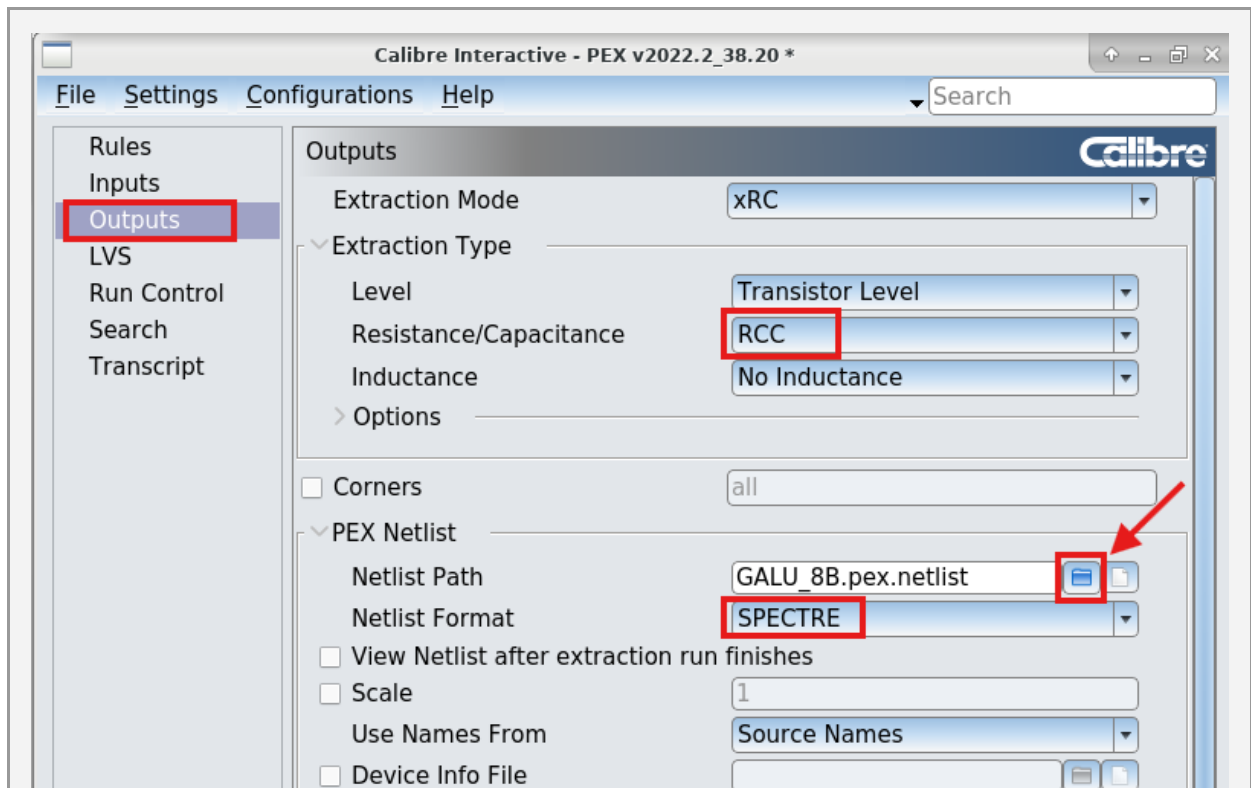 Calibre Interactive - PEX v2022.2_38.20 *
File Settings Configurations Help Search
Rules
Inputs
Outputs
LVS
Run Control
Search
Transcript
Outputs Calibre
Extraction Mode xRC
Extraction Type
Level Transistor Level
Resistance/Capacitance RCC
Inductance No Inductance
Options
Corners all
PEX Netlist
Netlist Path GALU_8B.pex.netlist
Netlist Format SPECTRE
View Netlist after extraction run finishes
Scale 1
Use Names From Source Names
Device Info File